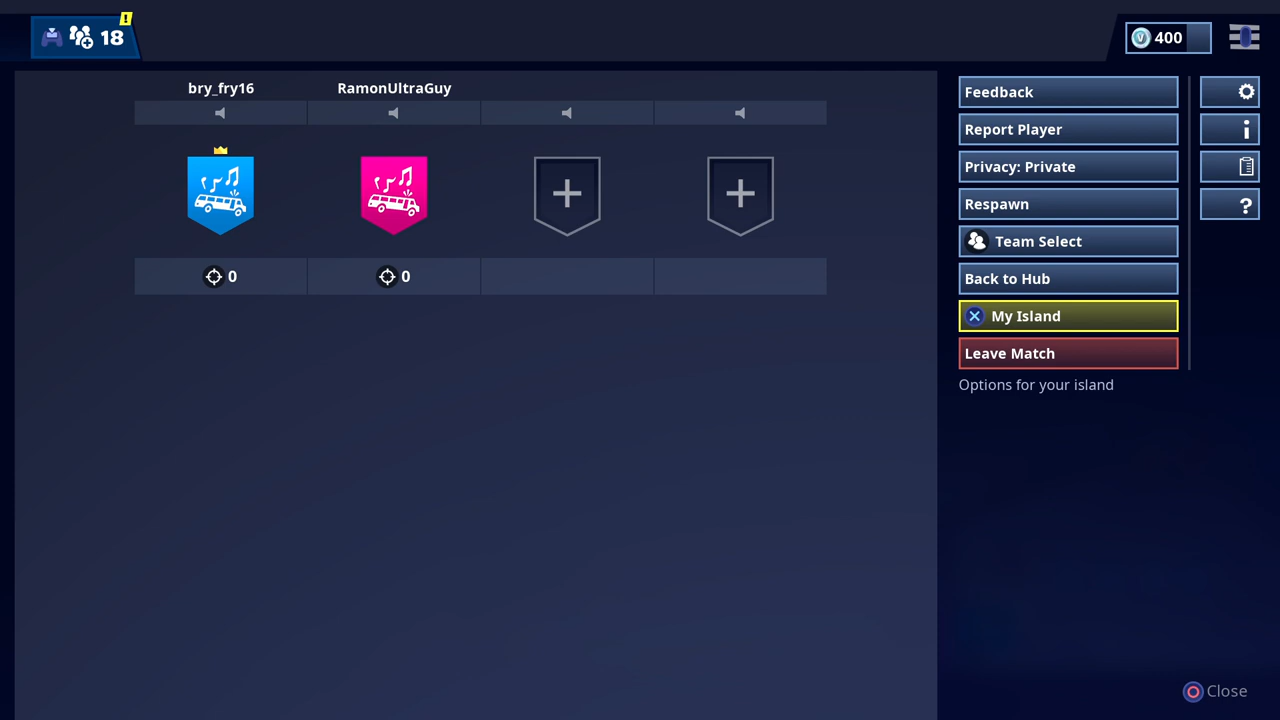 !
18
400
bry_fry16
RamonUltraGuy
0
0
Feedback
Report Player
Privacy: Private
Respawn
Team Select
Back to Hub
My Island
Leave Match
Options for your island
i
?
Close